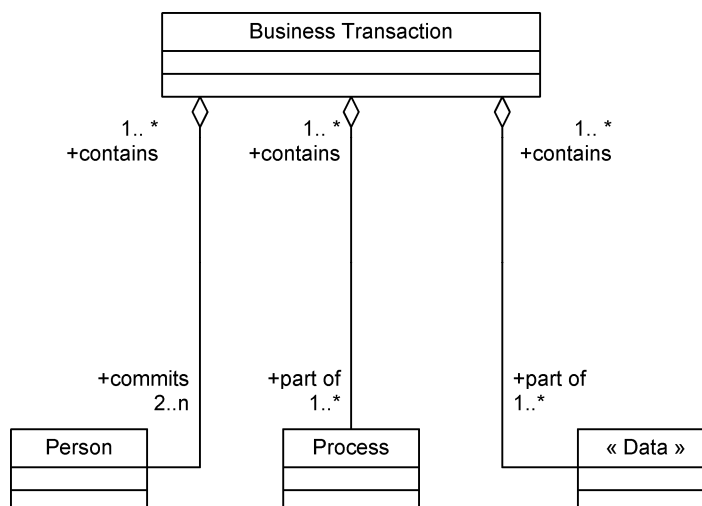 Business Transaction
1.. *
+contains
1.. *
+contains
1.. *
+contains
+commits
2..n
+part of
1..*
+part of
1..*
Person
Process
« Data »